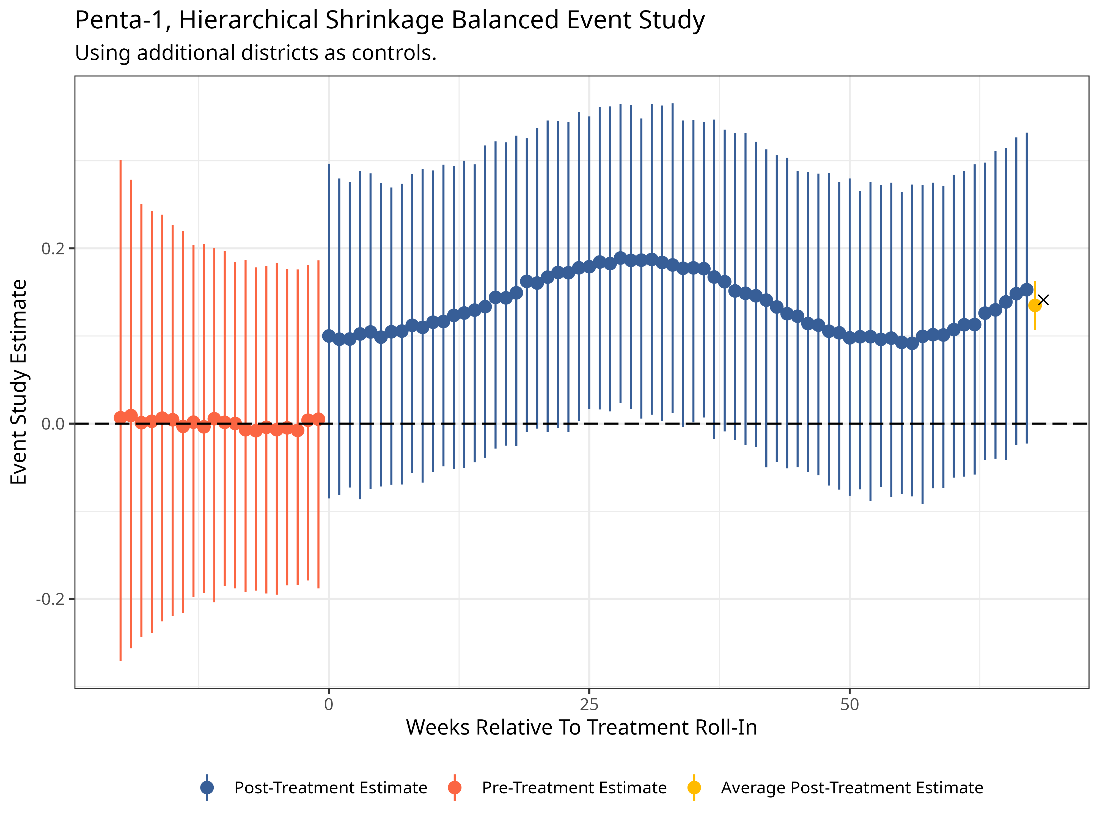 Penta-1, Hierarchical Shrinkage Balanced Event Study
Using additional districts as controls.
Event Study Estimate
0.2
0.0
-0.2
0
25
50
Weeks Relative To Treatment Roll-In
Post-Treatment Estimate
Pre-Treatment Estimate
Average Post-Treatment Estimate